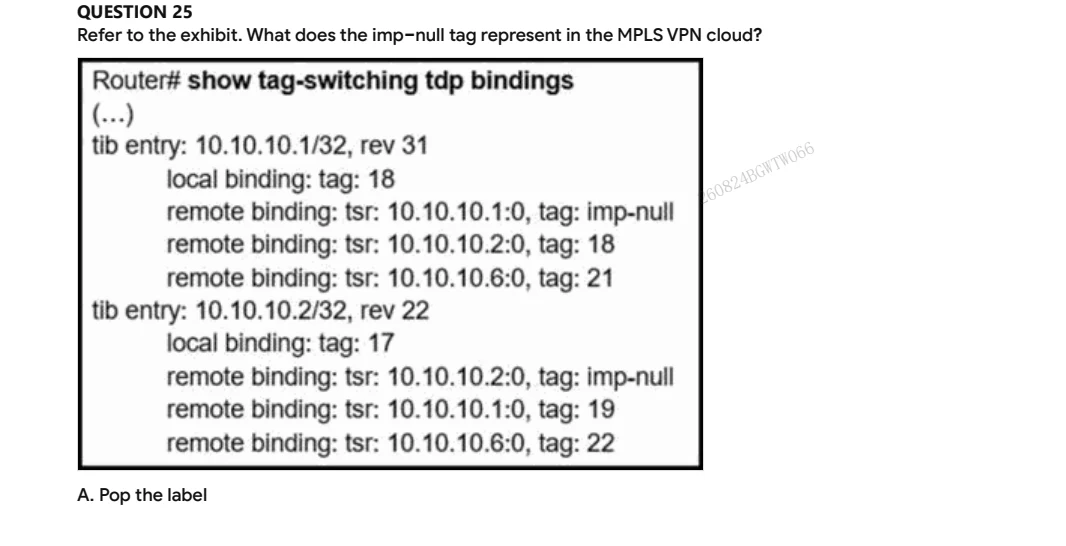 QUESTION 25
Refer to the exhibit. What does the imp-null tag represent in the MPLS VPN cloud?
Router# show tag-switching tdp bindings
(...)
tib entry: 10.10.10.1/32, rev 31
local binding: tag: 18
remote binding: tsr: 10.10.10.1:0, tag: imp-null
remote binding: tsr: 10.10.10.2:0, tag: 18
remote binding: tsr: 10.10.10.6:0, tag: 21
tib entry: 10.10.10.2/32, rev 22
local binding: tag: 17
remote binding: tsr: 10.10.10.2:0, tag: imp-null
remote binding: tsr: 10.10.10.1:0, tag: 19
remote binding: tsr: 10.10.10.6:0, tag: 22
260824BGWTW066
A. Pop the label